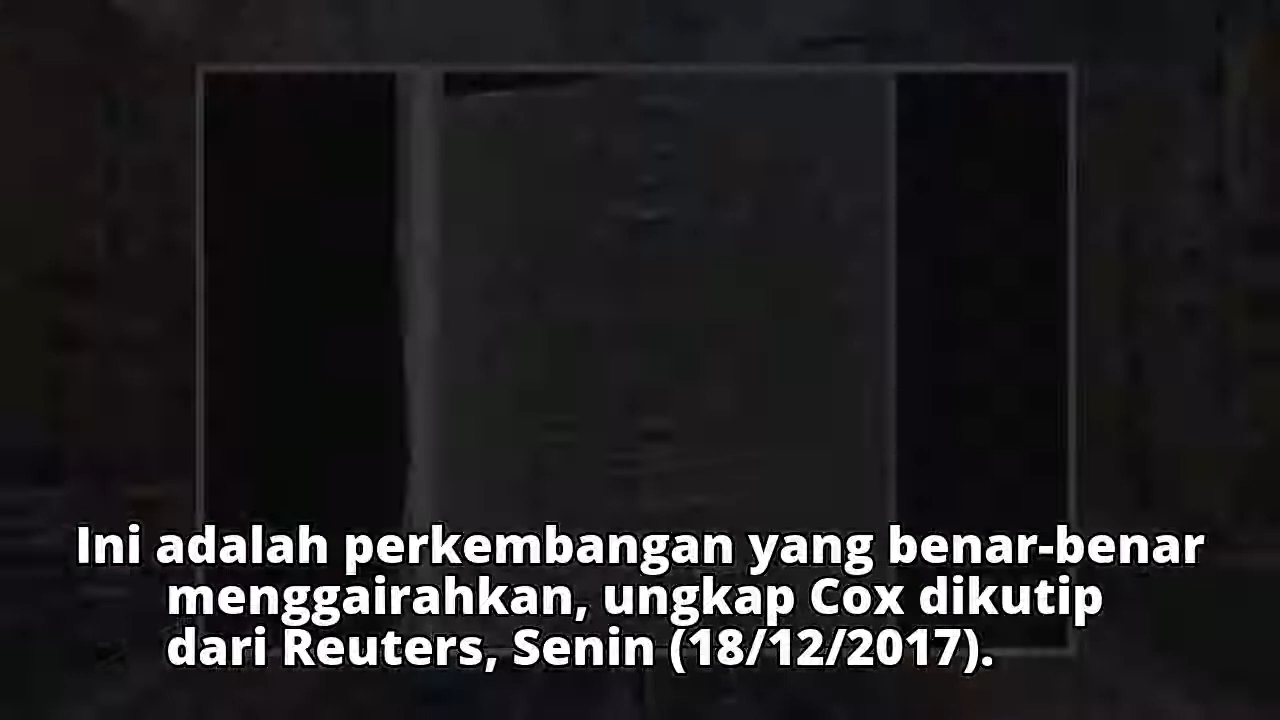 Ini adalah perkembangan yang benar-benar
menggairahkan, ungkap Cox dikutip
dari Reuters, Senin (18/12/2017).